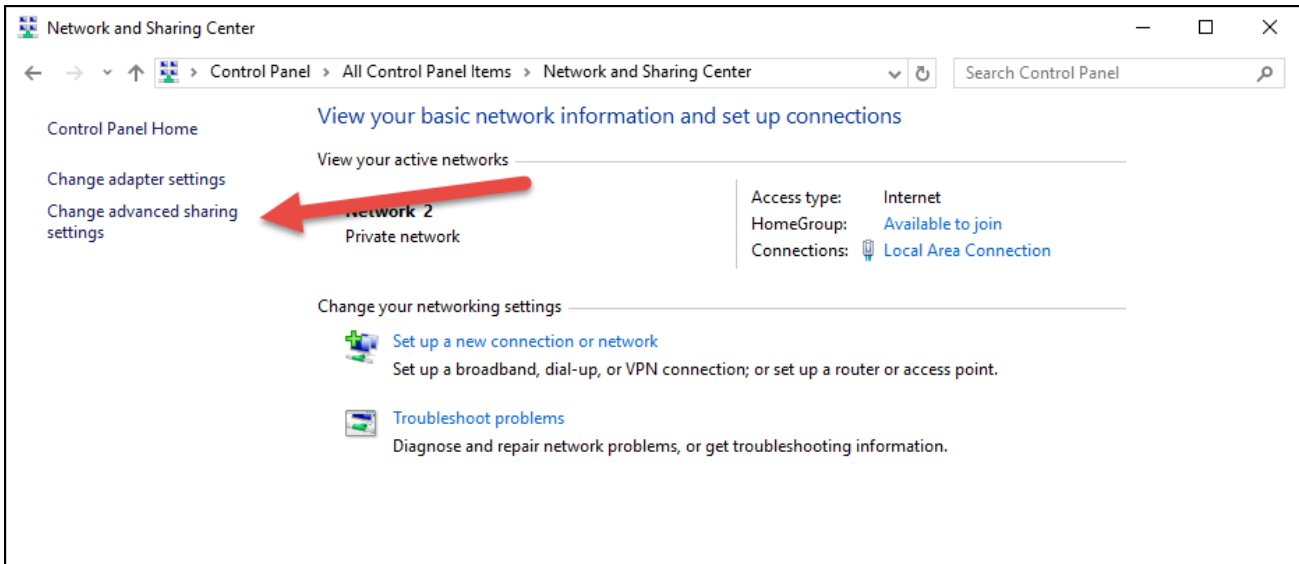 Network and Sharing Center
Control Panel > All Control Panel Items > Network and Sharing Center
Search Control Panel
Control Panel Home
Change adapter settings
Change advanced sharing
settings
View your basic network information and set up connections
View your active networks
Network 2
Private network
Access type: Internet
HomeGroup: Available to join
Connections: Local Area Connection
Change your networking settings
Set up a new connection or network
Set up a broadband, dial-up, or VPN connection; or set up a router or access point.
Troubleshoot problems
Diagnose and repair network problems, or get troubleshooting information.